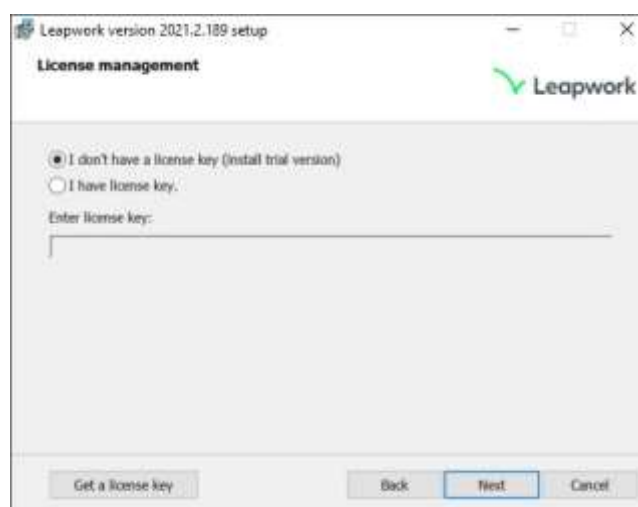 Leapwork version 2021.2.189 setup
License management
Leapwork
I don't have a license key (Install trial version)
I have license key.
Enter license key:
Get a license key
Back
Next
Cancel